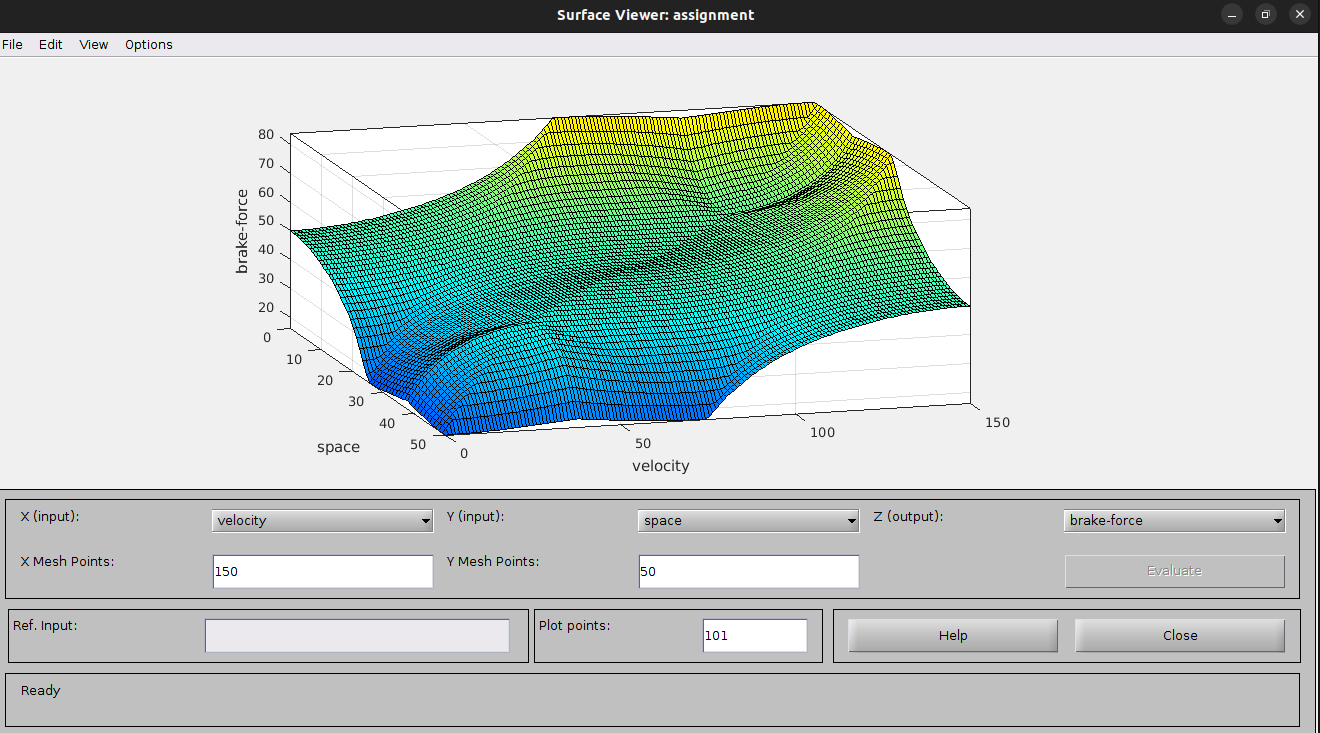 Surface Viewer: assignment
File Edit View Options
80
70
60
50
40
30
20
brake-force
0
10
20
30
40
50
space
0
50
100
150
velocity
X (input): velocity Y (input): space Z (output): brake-force
X Mesh Points: 150 Y Mesh Points: 50 Evaluate
Ref. Input: Plot points: 101 Help Close
Ready